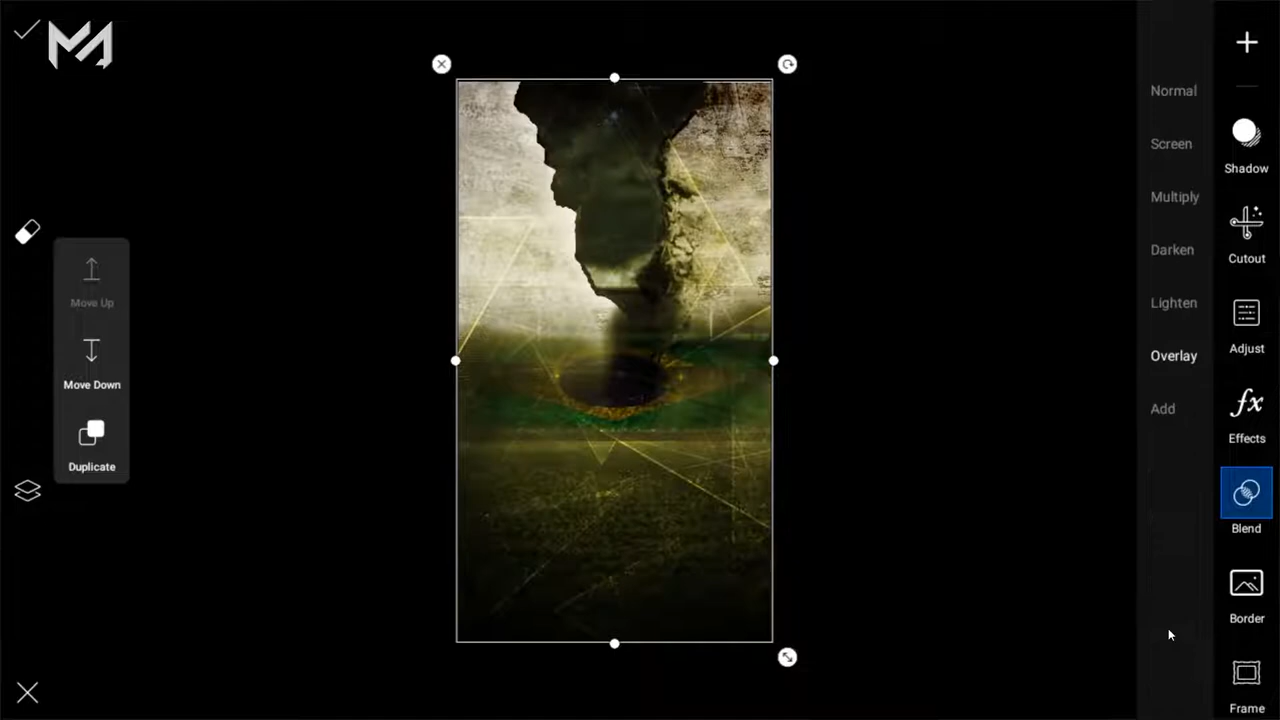 MA
Normal
Screen
Multiply
Darken
Lighten
Overlay
Add
Move Up
Move Down
Duplicate
Shadow
Cutout
Adjust
fx
Effects
Blend
Border
Frame